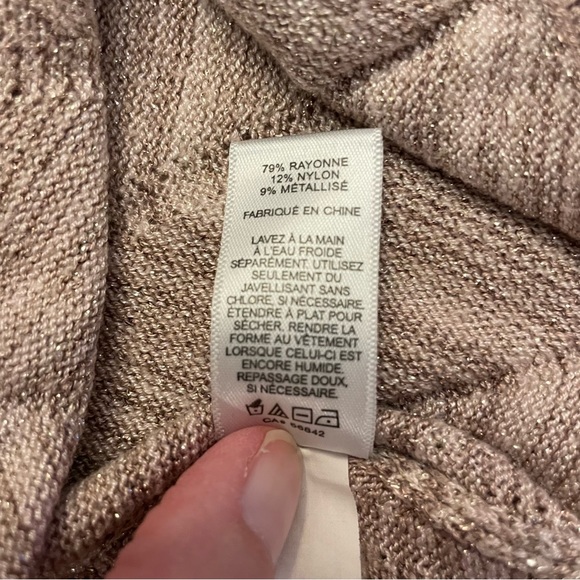 79% RAYONNE
12% NYLON
9% MÉTALLISÉ
FABRIQUÉ EN CHINE
LAVEZ À LA MAIN
À L'EAU FROIDE
SÉPARÉMENT. UTILISEZ
SEULEMENT DU
JAVELLISANT SANS
CHLORE, SI NÉCESSAIRE
ÉTENDRE À PLAT POUR
SÉCHER. RENDRE LA
FORME AU VÊTEMENT
LORSQUE CELUI-CI EST
ENCORE HUMIDE.
REPASSAGE DOUX,
SI NÉCESSAIRE.
CA# 56842